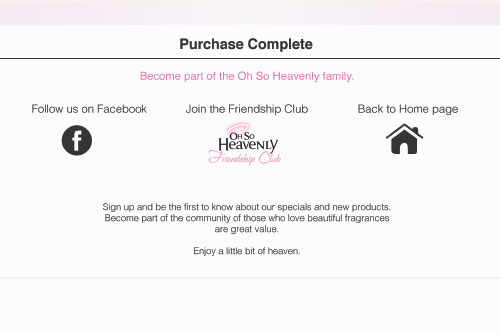 Purchase Complete
Become part of the Oh So Heavenly family.
Follow us on Facebook
Join the Friendship Club
Back to Home page
f
OH SO
HEAVENLY
Friendship Club
Sign up and be the first to know about our specials and new products.
Become part of the community of those who love beautiful fragrances
are great value.
Enjoy a little bit of heaven.